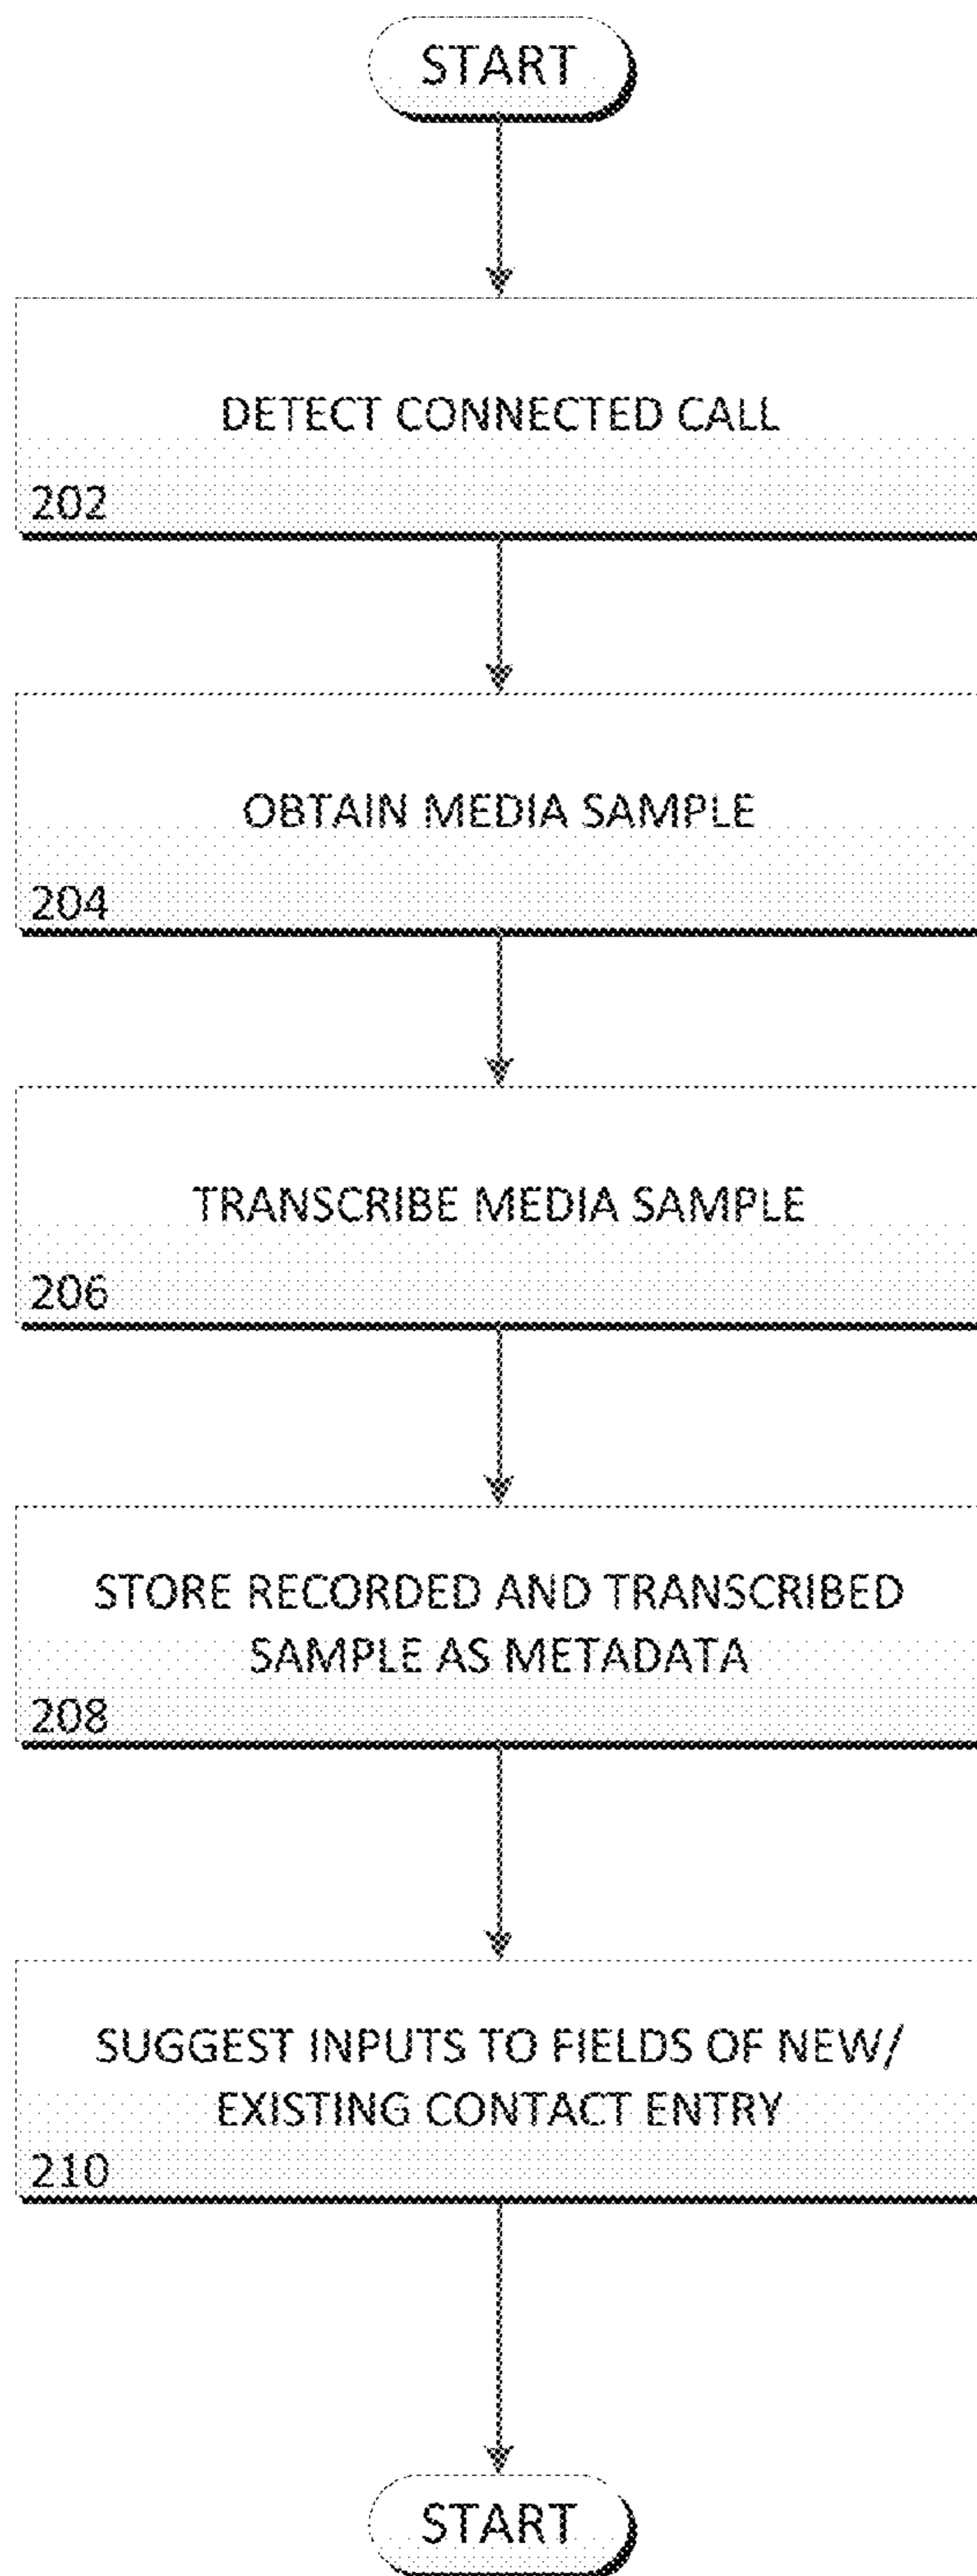 START
DETECT CONNECTED CALL
202
OBTAIN MEDIA SAMPLE
204
TRANSCRIBE MEDIA SAMPLE
206
STORE RECORDED AND TRANSCRIBED
SAMPLE AS METADATA
208
SUGGEST INPUTS TO FIELDS OF NEW/
EXISTING CONTACT ENTRY
210
START